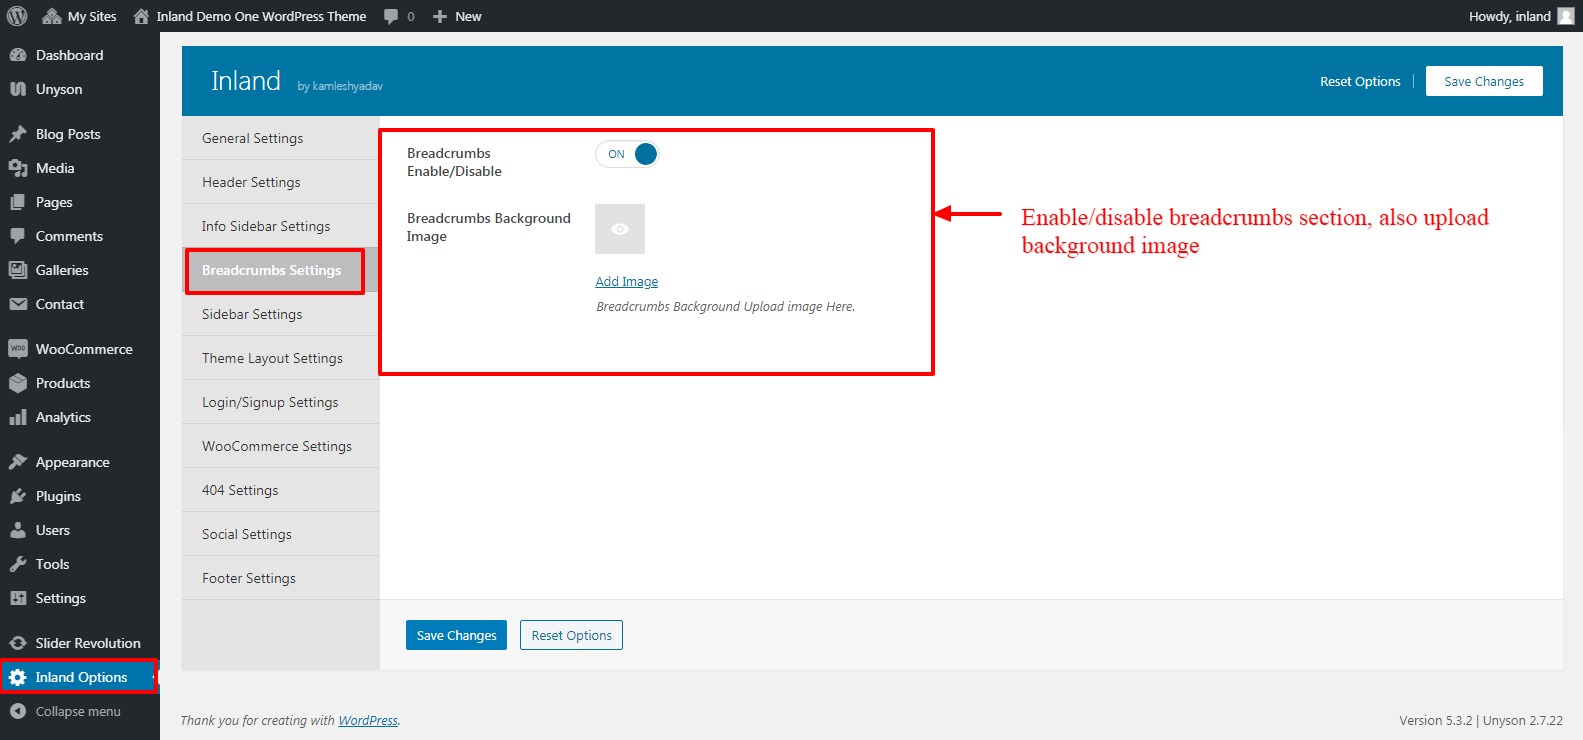 My Sites
Inland Demo One WordPress Theme
0
New
Howdy, inland
Dashboard
Unyson
Blog Posts
Media
Pages
Comments
Galleries
Contact
WOO WooCommerce
Products
Analytics
Appearance
Plugins
Users
Tools
Settings
Slider Revolution
Inland Options
Collapse menu
Inland by kamleshyadav
Reset Options | Save Changes
General Settings
Header Settings
Info Sidebar Settings
Breadcrumbs Settings
Sidebar Settings
Theme Layout Settings
Login/Signup Settings
WooCommerce Settings
404 Settings
Social Settings
Footer Settings
Breadcrumbs
Enable/Disable
ON
Breadcrumbs Background
Image
Add Image
Breadcrumbs Background Upload image Here.
Enable/disable breadcrumbs section, also upload
background image
Save Changes
Reset Options
Thank you for creating with WordPress.
Version 5.3.2 | Unyson 2.7.22